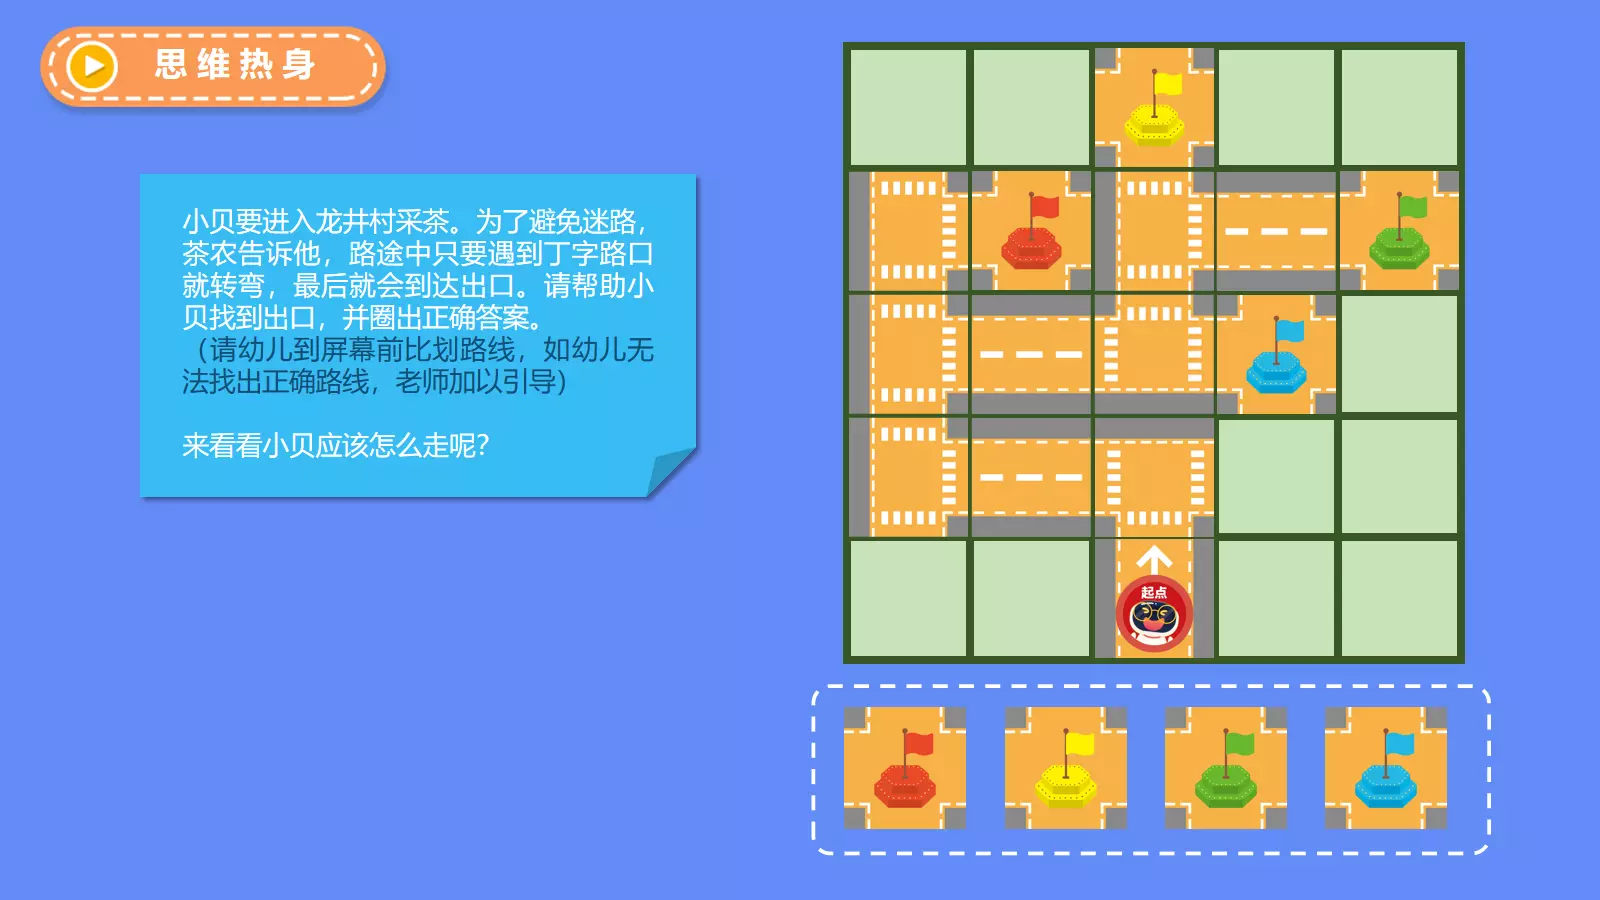 思维热身
小贝要进入龙井村采茶。为了避免迷路，
茶农告诉他，路途中只要遇到丁字路口
就转弯，最后就会到达出口。请帮助小
贝找到出口，并圈出正确答案。
（请幼儿到屏幕前比划路线，如幼儿无
法找出正确路线，老师加以引导）
来看看小贝应该怎么走呢？
起点